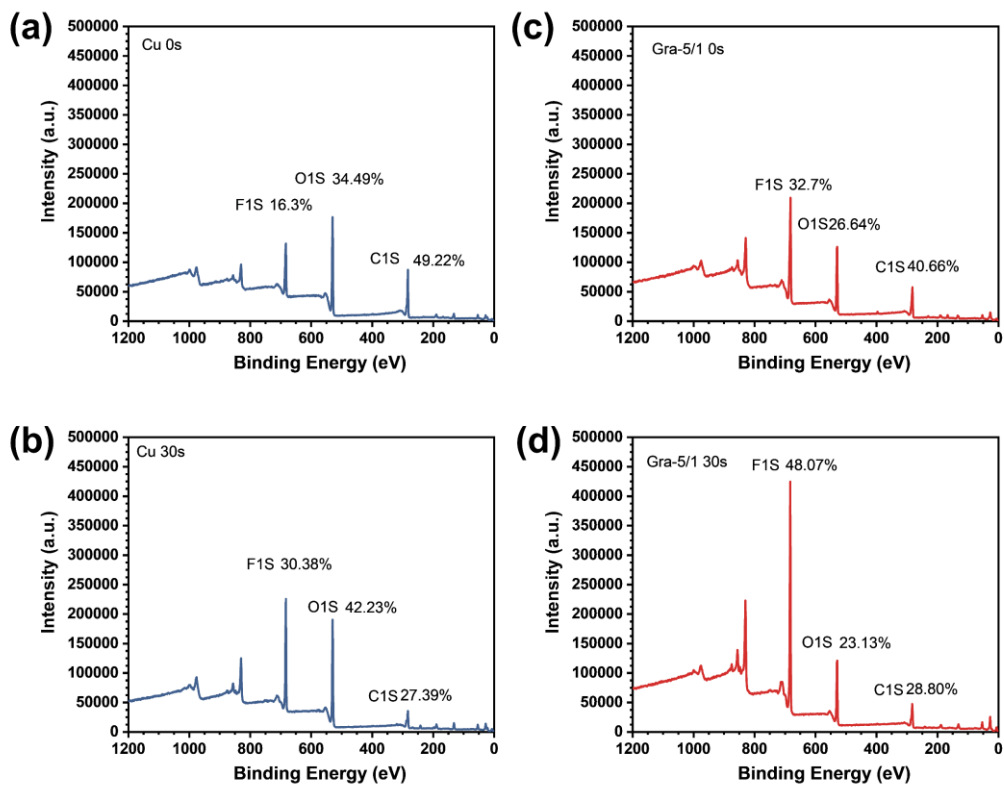 (a)
Cu 0s
500000
450000
400000
350000
300000
250000
200000
150000
100000
50000
0
Intensity (a.u.)
O1S 34.49%
F1S 16.3%
C1S 49.22%
1200 1000 800 600 400 200 0
Binding Energy (eV)
(c)
Gra-5/1 0s
500000
450000
400000
350000
300000
250000
200000
150000
100000
50000
0
Intensity (a.u.)
F1S 32.7%
O1S26.64%
C1S 40.66%
1200 1000 800 600 400 200 0
Binding Energy (eV)
(b)
Cu 30s
500000
450000
400000
350000
300000
250000
200000
150000
100000
50000
0
Intensity (a.u.)
F1S 30.38%
O1S 42.23%
C1S 27.39%
1200 1000 800 600 400 200 0
Binding Energy (eV)
(d)
Gra-5/1 30s
500000
450000
400000
350000
300000
250000
200000
150000
100000
50000
0
Intensity (a.u.)
F1S 48.07%
O1S 23.13%
C1S 28.80%
1200 1000 800 600 400 200 0
Binding Energy (eV)